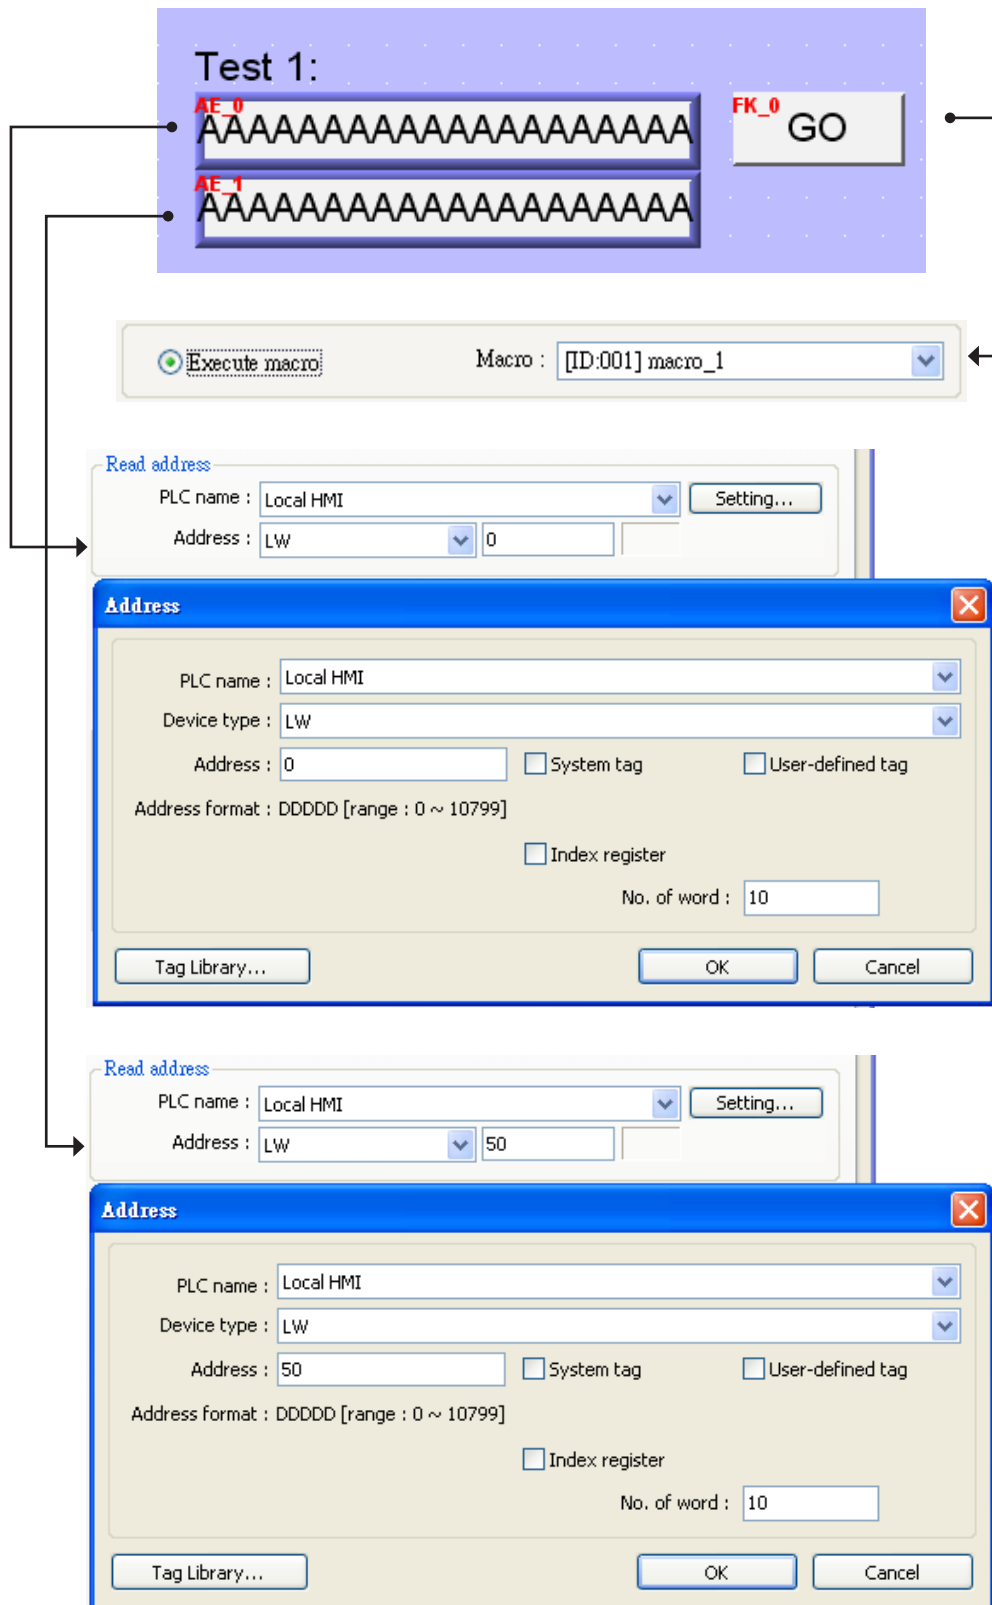 Test 1:
AE_0
AAAAAAAAAAAAAAAAAAAA
FK_0
GO
AE_1
AAAAAAAAAAAAAAAAAAAA
Execute macro Macro : [ID:001] macro_1
Read address
PLC name : Local HMI Setting...
Address : LW 0
Address
PLC name : Local HMI
Device type : LW
Address : 0 System tag User-defined tag
Address format : DDDDD [range : 0 ~ 10799]
Index register
No. of word : 10
Tag Library... OK Cancel
Read address
PLC name : Local HMI Setting...
Address : LW 50
Address
PLC name : Local HMI
Device type : LW
Address : 50 System tag User-defined tag
Address format : DDDDD [range : 0 ~ 10799]
Index register
No. of word : 10
Tag Library... OK Cancel